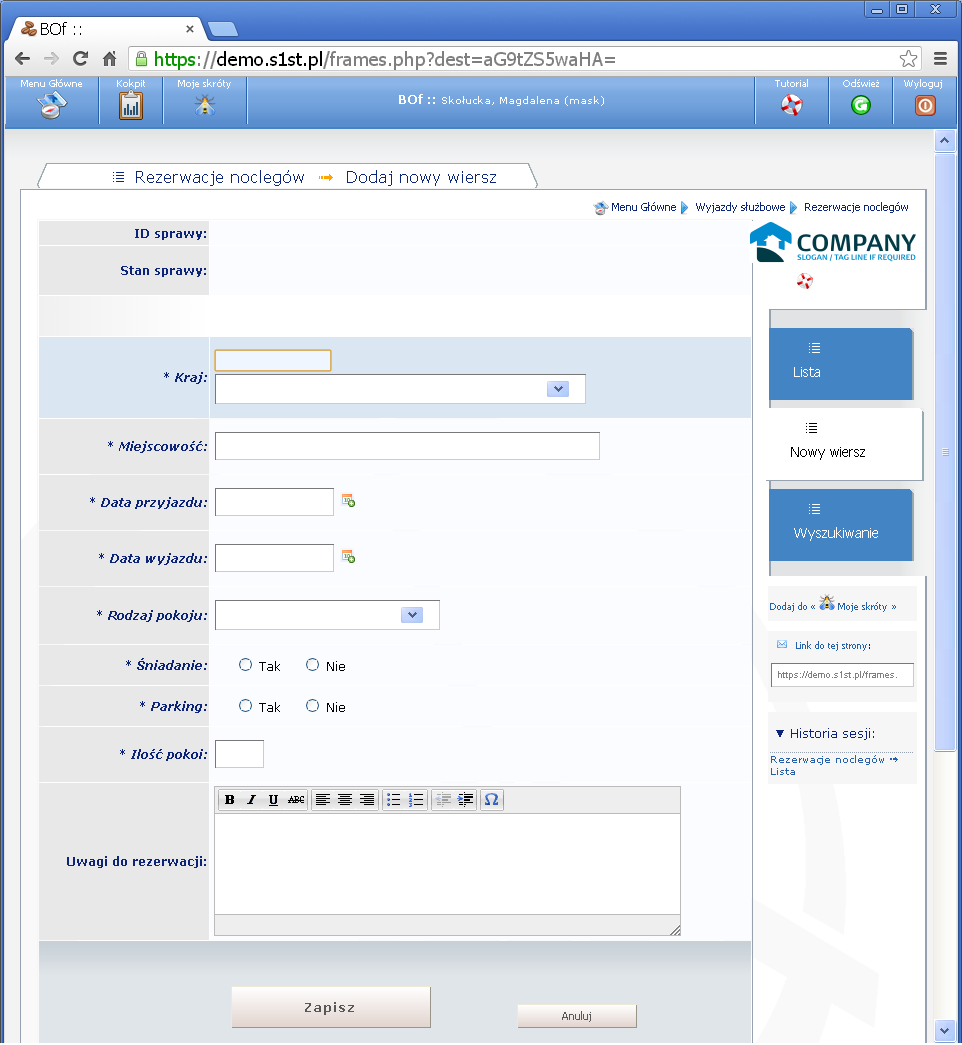 BOf ::
https://demo.s1st.pl/frames.php?dest=aG9tZS5waHA=
Menu Główne
Kokpit
Moje skróty
BOf :: Skołucka, Magdalena (mask)
Tutorial
Odśwież
Wyloguj
Rezerwacje noclegów
Dodaj nowy wiersz
Menu Główne
Wyjazdy służbowe
Rezerwacje noclegów
ID sprawy:
Stan sprawy:
COMPANY
SLOGAN / TAG LINE IF REQUIRED
* Kraj:
* Miejscowość:
* Data przyjazdu:
* Data wyjazdu:
* Rodzaj pokoju:
* Śniadanie:
Tak
Nie
* Parking:
Tak
Nie
* Ilość pokoi:
B I U ABC
Ω
Uwagi do rezerwacji:
Zapisz
Anuluj
Lista
Nowy wiersz
Wyszukiwanie
Dodaj do « Moje skróty »
Link do tej strony:
https://demo.s1st.pl/frames.
▼ Historia sesji:
Rezerwacje noclegów
Lista